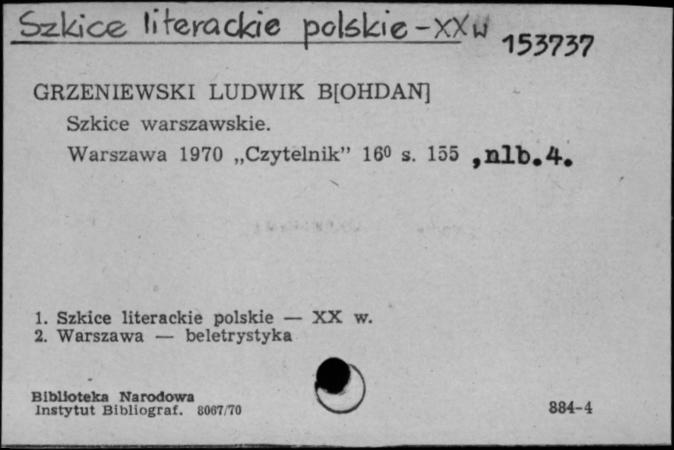 Szkice literackie polskie - XX w
153737
GRZENIEWSKI LUDWIK B[OHDAN]
Szkice warszawskie.
Warszawa 1970 „Czytelnik” 16⁰ s. 155 ,nlb.4.
1. Szkice literackie polskie — XX w.
2. Warszawa — beletrystyka
Biblioteka Narodowa
Instytut Bibliograf. 8067/70
884-4